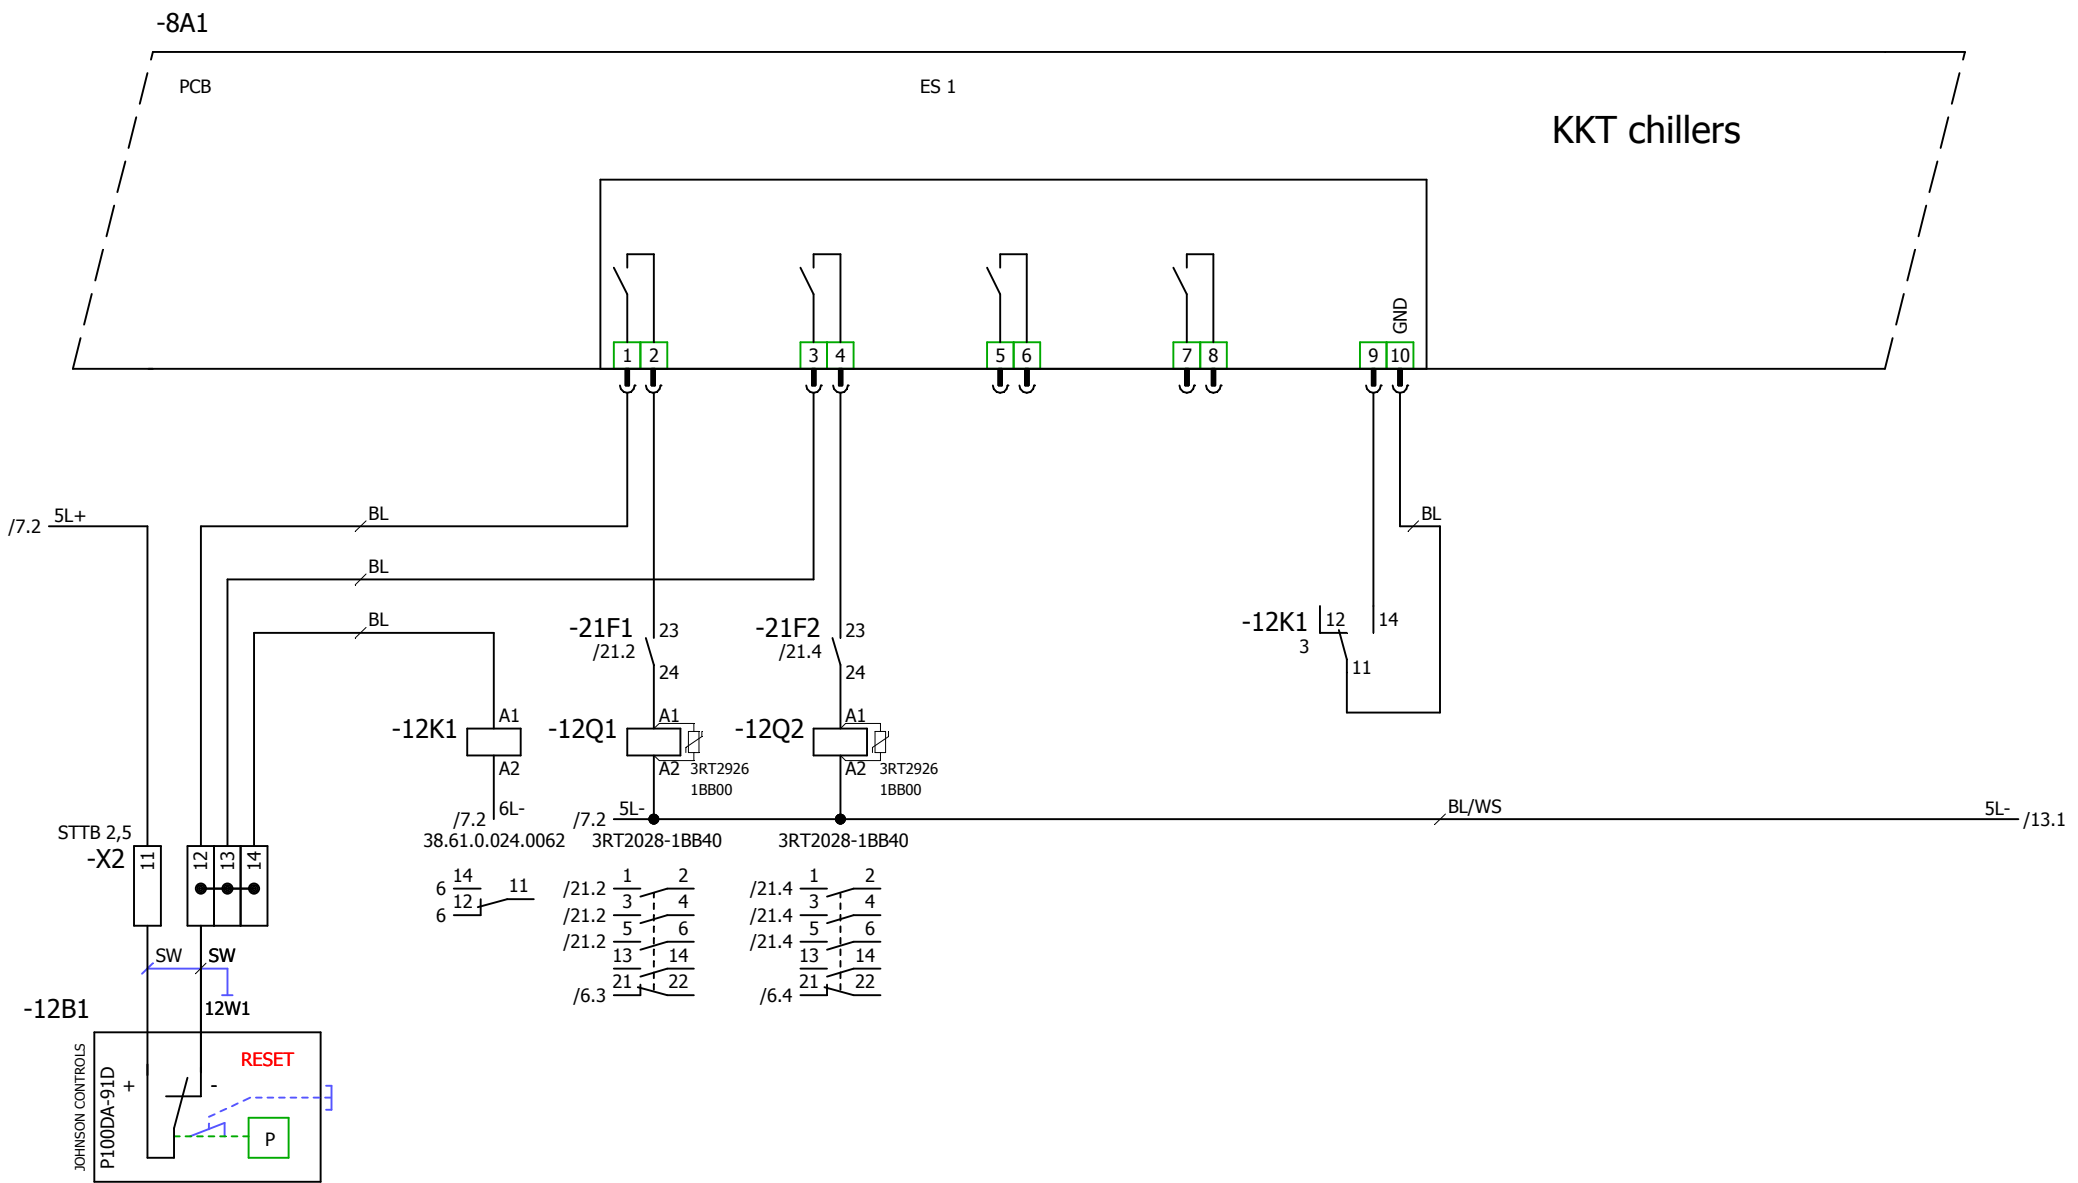 -8A1
PCB
ES 1
KKT chillers
GND
1 2 3 4 5 6 7 8 9 10
/7.2 5L+
BL
BL
BL
BL
-21F1 23
/21.2
24
-21F2 23
/21.4
24
-12K1 12 14
3
11
-12K1 A1
A2
-12Q1 A1
A2 3RT2926
1BB00
-12Q2 A1
A2 3RT2926
1BB00
/7.2 6L-
/7.2 5L-
BL/WS
5L- /13.1
38.61.0.024.0062
3RT2028-1BB40
3RT2028-1BB40
STTB 2,5
-X2 11 12 13 14
6 14 11
6 12
/21.2 1 2
/21.2 3 4
/21.2 5 6
13 14
/6.3 21 22
/21.4 1 2
/21.4 3 4
/21.4 5 6
13 14
/6.4 21 22
SW SW
12W1
-12B1
JOHNSON CONTROLS
P100DA-91D
RESET
+ -
P